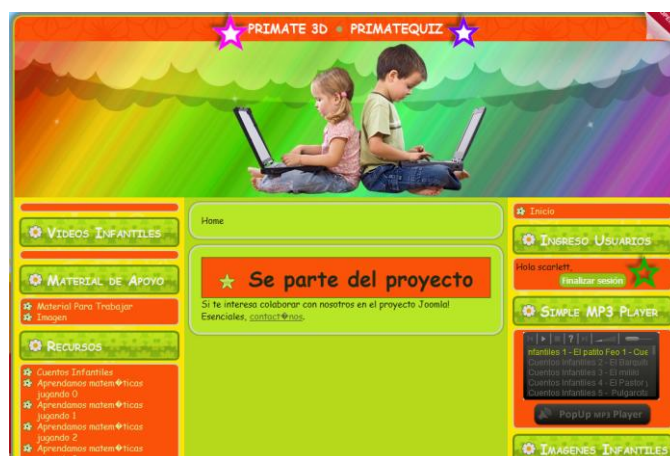 PRIMATE 3D • PRIMATEQUIZ
VIDEOS INFANTILES
MATERIAL DE APOYO
Material Para Trabajar
Imagen
RECURSOS
Cuentos Infantiles
Aprendamos matem�ticas
jugando 0
Aprendamos matem�ticas
jugando 1
Aprendamos matem�ticas
jugando 2
Aprendamos matem�ticas
Home
Se parte del proyecto
Si te interesa colaborar con nosotros en el proyecto Joomla!
Esenciales, contact�nos.
Inicio
INGRESO USUARIOS
Hola scarlett,
Finalizar sesión
SIMPLE MP3 PLAYER
nfantiles 1 - El patito Feo 1 - Cue
Cuentos Infantiles 2 - El Barquit
Cuentos Infantiles 3 - El
Cuentos Infantiles 4 - El Pastor
Cuentos Infantiles 5 - Pulgarcit
POPUP MP3 PLAYER
IMAGENES INFANTILES